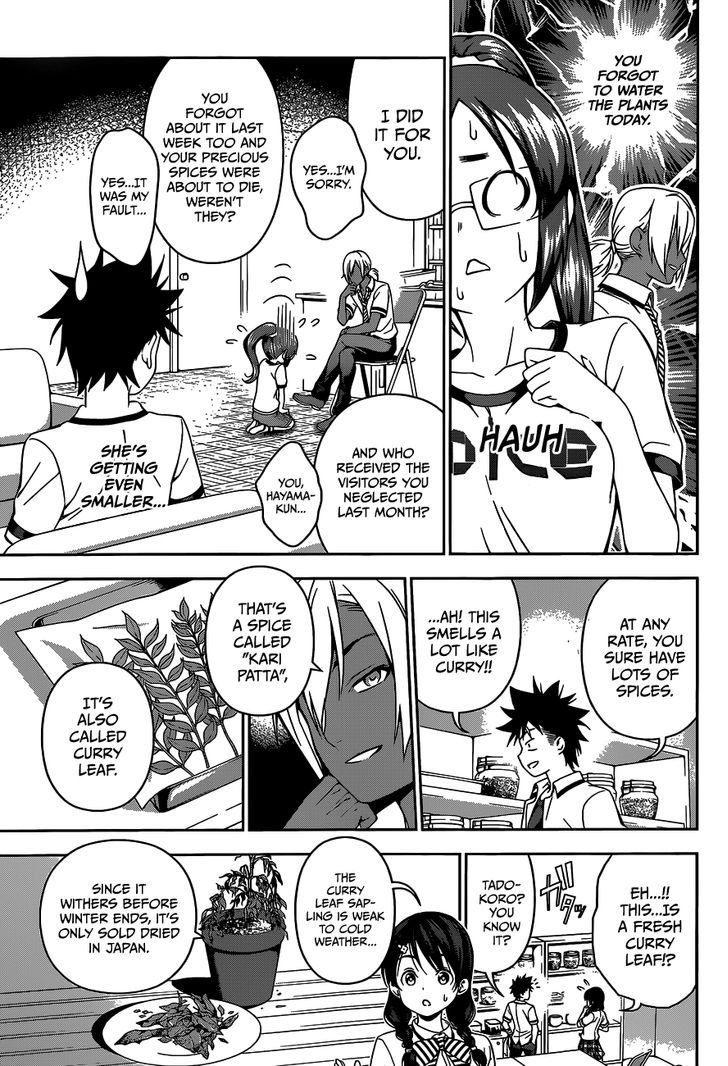 YOU
FORGOT
TO WATER
THE PLANTS
TODAY.
HAUH
I DID
IT FOR
YOU.
YES...I'M
SORRY.
YOU
FORGOT
ABOUT IT LAST
WEEK TOO AND
YOUR PRECIOUS
SPICES WERE
ABOUT TO DIE,
WEREN'T
THEY?
YES...IT
WAS MY
FAULT...
AND WHO
RECEIVED THE
VISITORS YOU
NEGLECTED
LAST MONTH?
YOU,
HAYAMA-
KUN...
SHE'S
GETTING
EVEN
SMALLER...
AT ANY
RATE, YOU
SURE HAVE
LOTS OF
SPICES.
...AH! THIS
SMELLS
A LOT
LIKE
CURRY!!
THAT'S
A SPICE
CALLED
"KARI
PATTA",
IT'S
ALSO
CALLED
CURRY
LEAF.
EH...!!
THIS...IS
A FRESH
CURRY
LEAF!?
ガタッ
TADO-
KORO?
YOU
KNOW
IT?
THE
CURRY
LEAF SAP-
LING IS WEAK
TO COLD
WEATHER...
SINCE IT
WITHERS BEFORE
WINTER ENDS, IT'S
ONLY SOLD DRIED
IN JAPAN.